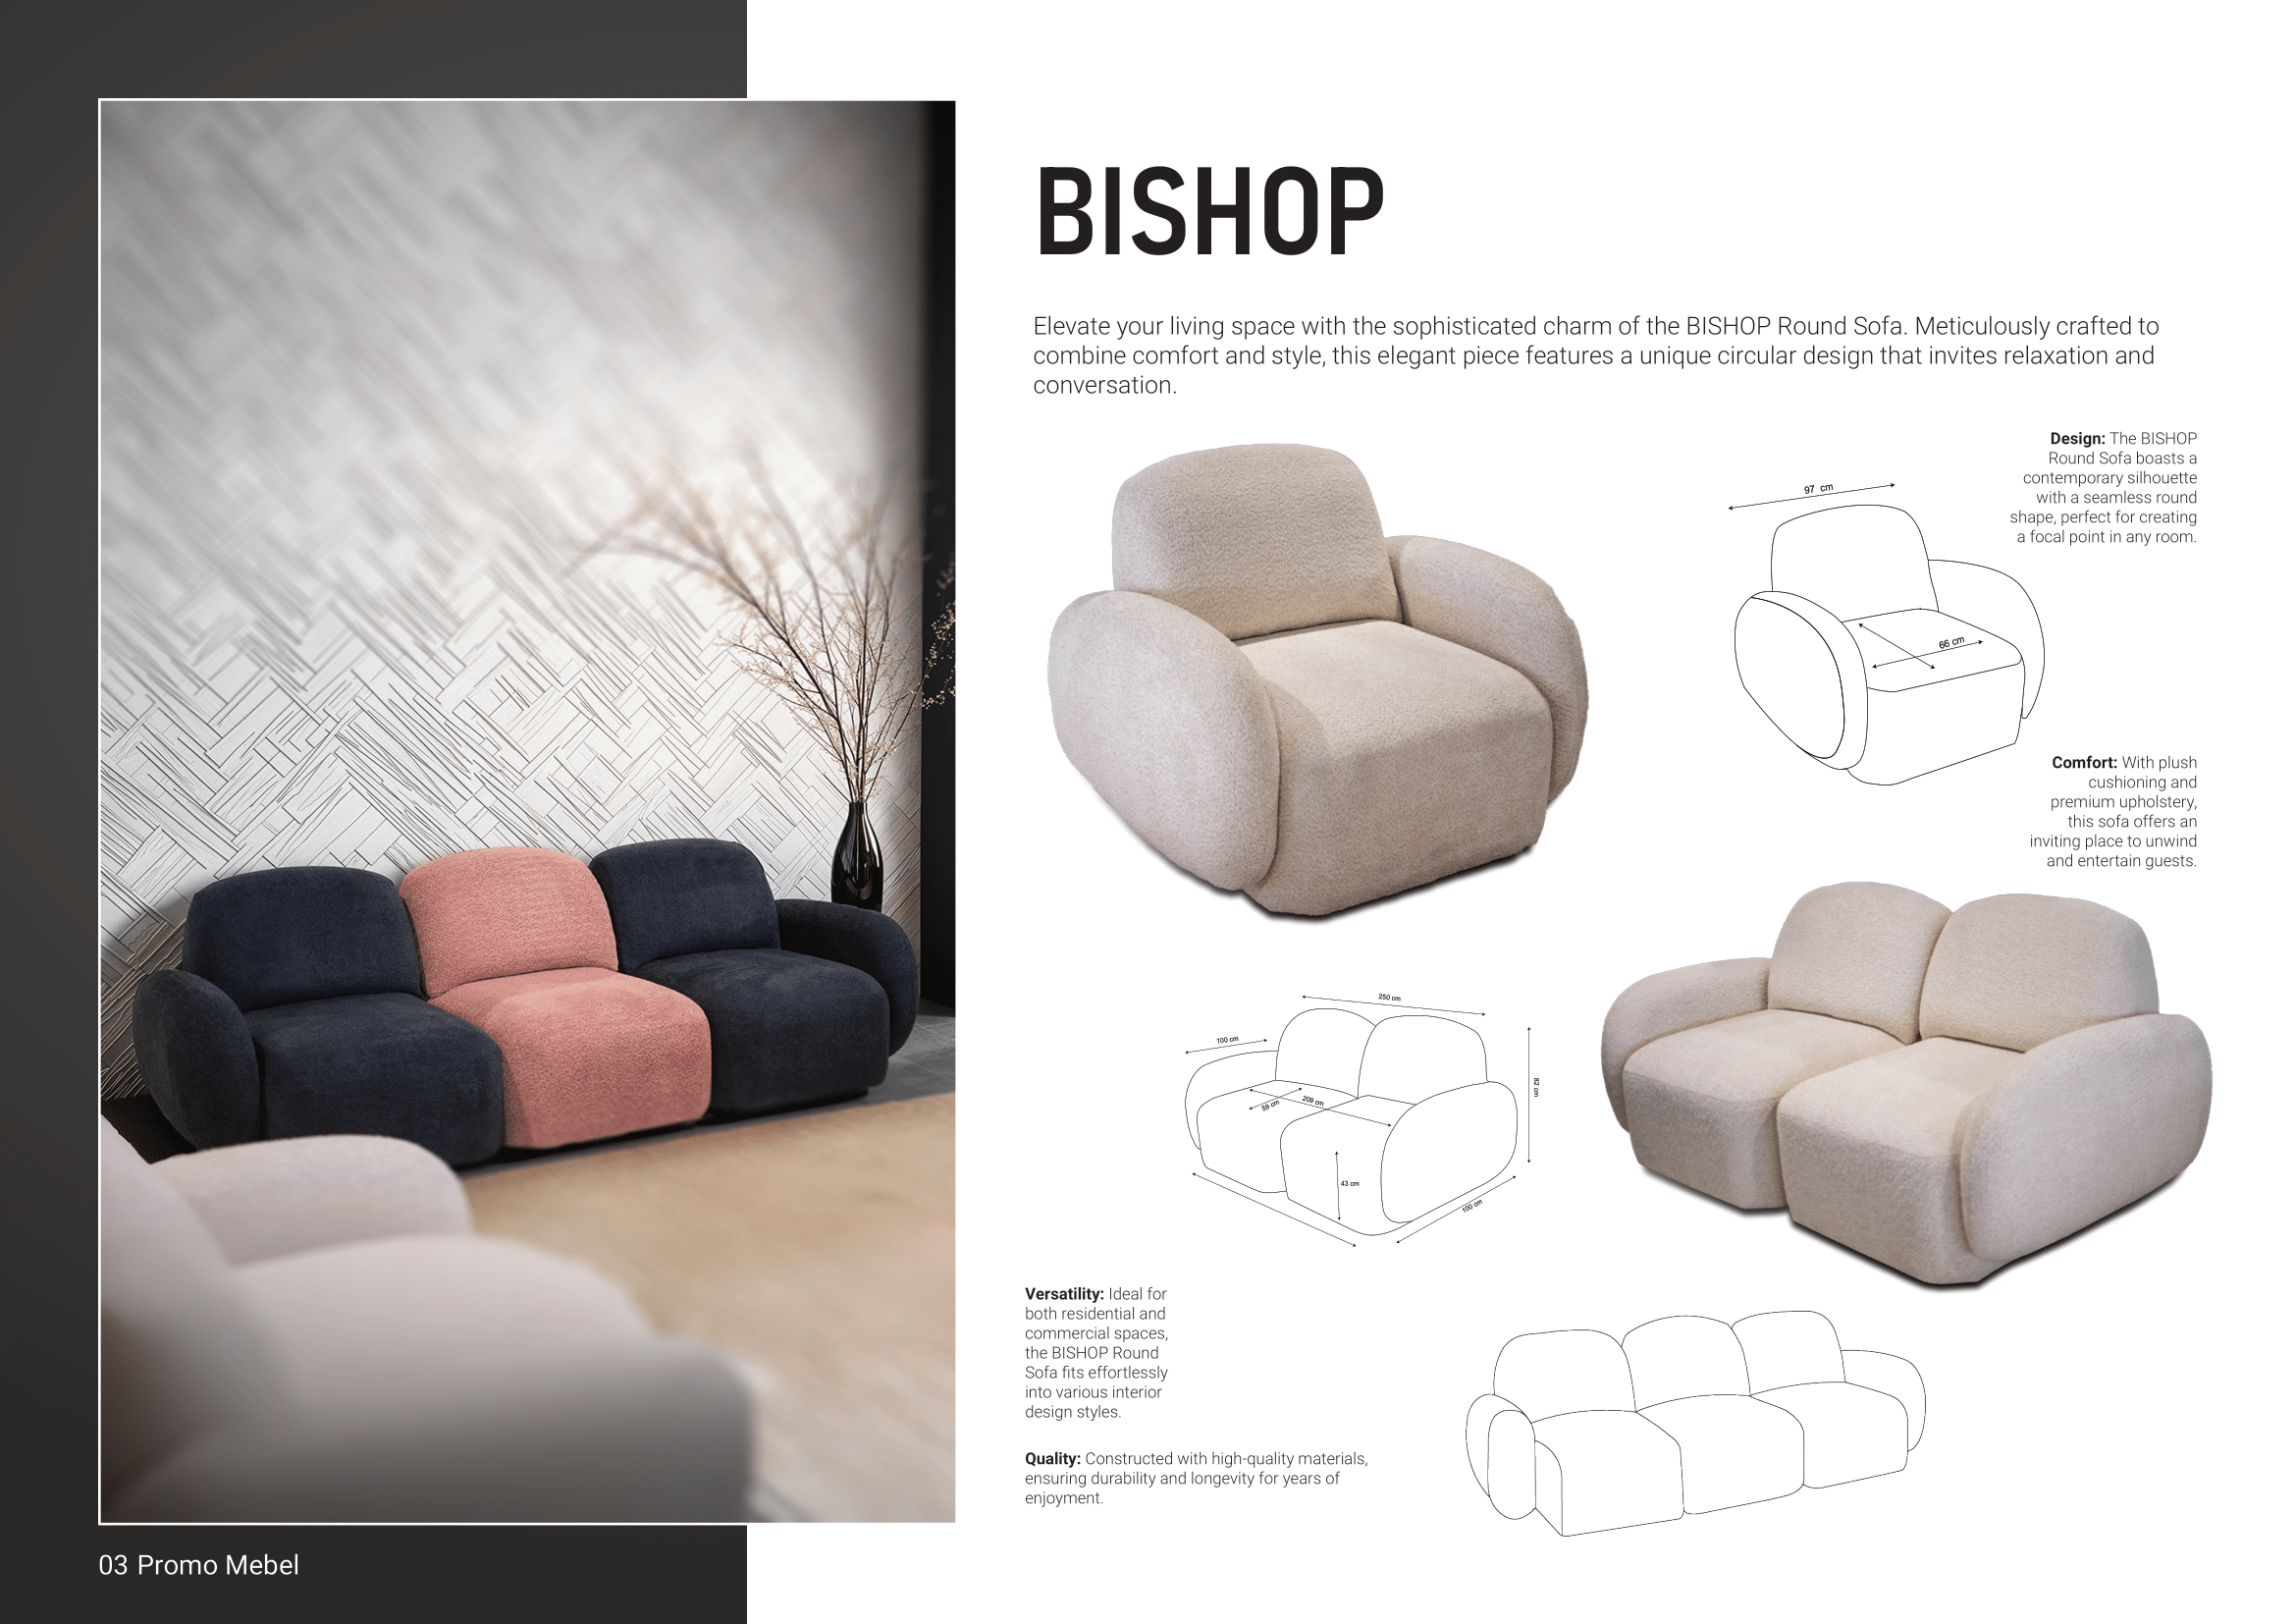 BISHOP
Elevate your living space with the sophisticated charm of the BISHOP Round Sofa. Meticulously crafted to
combine comfort and style, this elegant piece features a unique circular design that invites relaxation and
conversation.
Design: The BISHOP
Round Sofa boasts a
contemporary silhouette
with a seamless round
shape, perfect for creating
a focal point in any room.
97 cm
66 cm
Comfort: With plush
cushioning and
premium upholstery,
this sofa offers an
inviting place to unwind
and entertain guests.
250 cm
100 cm
82 cm
59 cm
209 cm
43 cm
100 cm
Versatility: Ideal for
both residential and
commercial spaces,
the BISHOP Round
Sofa fits effortlessly
into various interior
design styles.
Quality: Constructed with high-quality materials,
ensuring durability and longevity for years of
enjoyment.
03 Promo Mebel